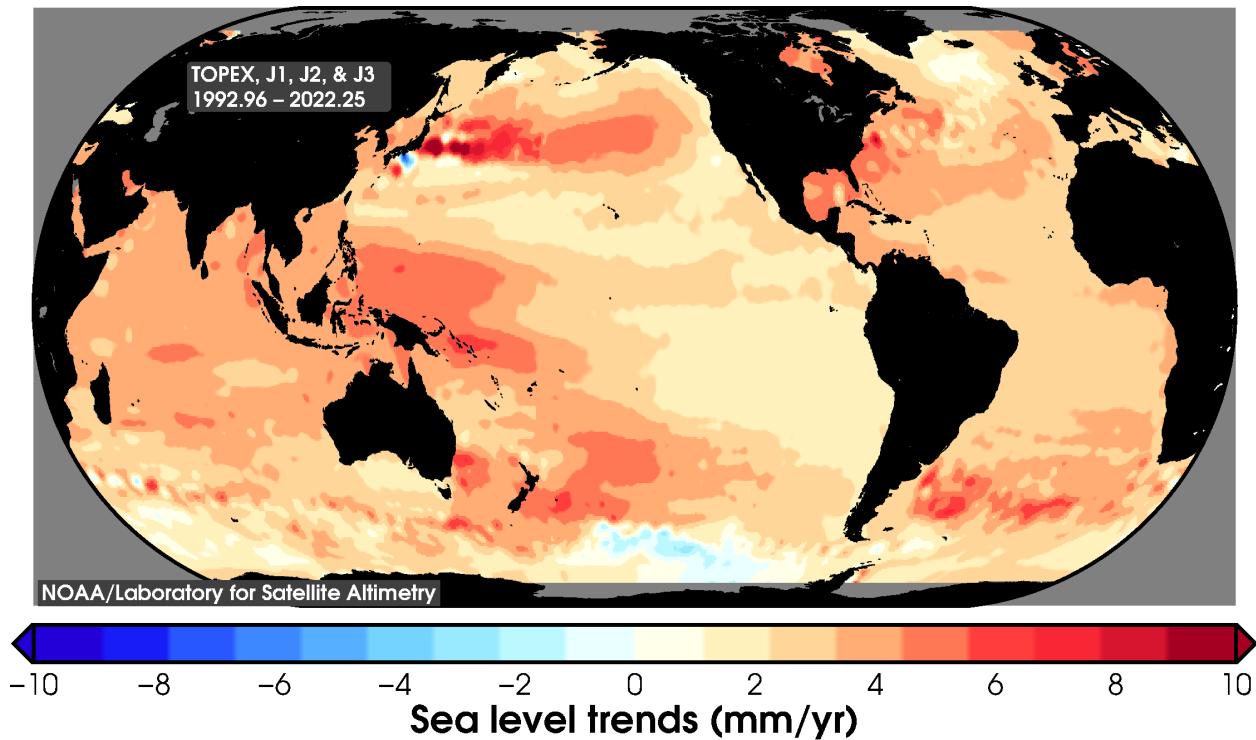 TOPEX, J1, J2, & J3
1992.96 – 2022.25
NOAA/Laboratory for Satellite Altimetry
−10 −8 −6 −4 −2 0 2 4 6 8 10
Sea level trends (mm/yr)